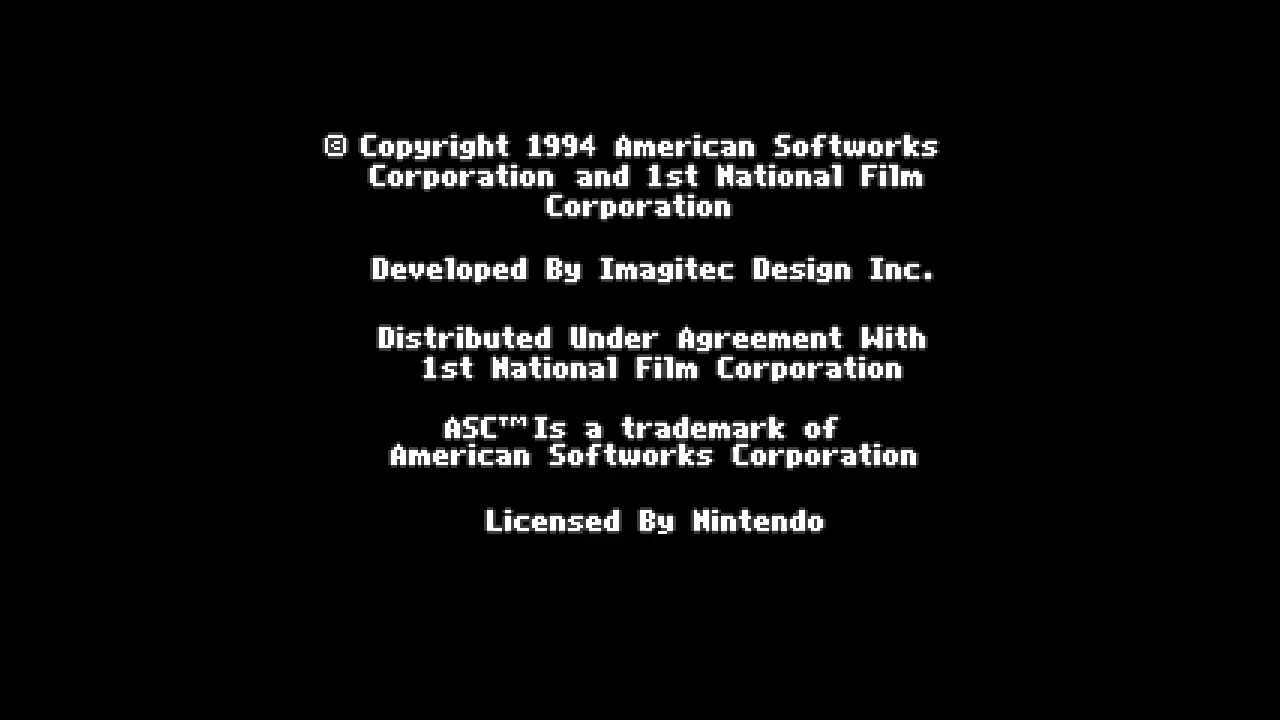 © Copyright 1994 American Softworks
Corporation and 1st National Film
Corporation
Developed By Imagitec Design Inc.
Distributed Under Agreement With
1st National Film Corporation
ASC™ Is a trademark of
American Softworks Corporation
Licensed By Nintendo